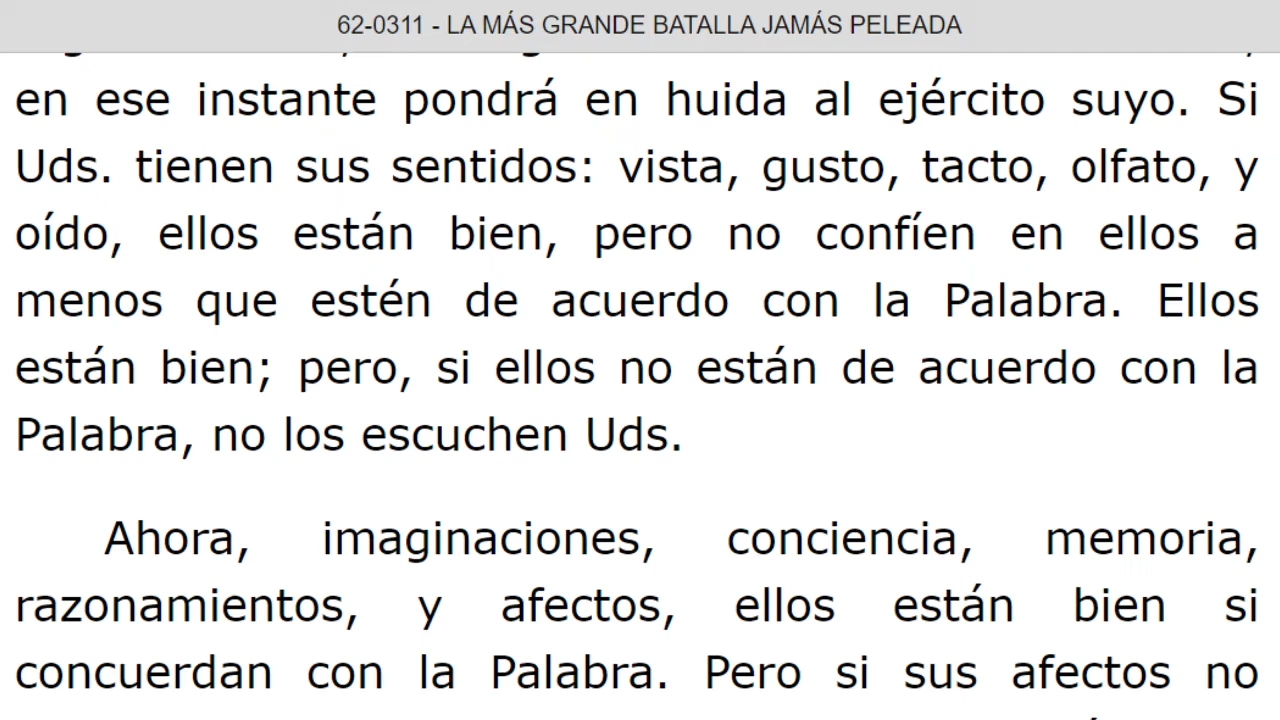 62-0311 - LA MÁS GRANDE BATALLA JAMÁS PELEADA
en ese instante pondrá en huida al ejército suyo. Si
Uds. tienen sus sentidos: vista, gusto, tacto, olfato, y
oído, ellos están bien, pero no confíen en ellos a
menos que estén de acuerdo con la Palabra. Ellos
están bien; pero, si ellos no están de acuerdo con la
Palabra, no los escuchen Uds.
Ahora, imaginaciones, conciencia, memoria,
razonamientos, y afectos, ellos están bien si
concuerdan con la Palabra. Pero si sus afectos no